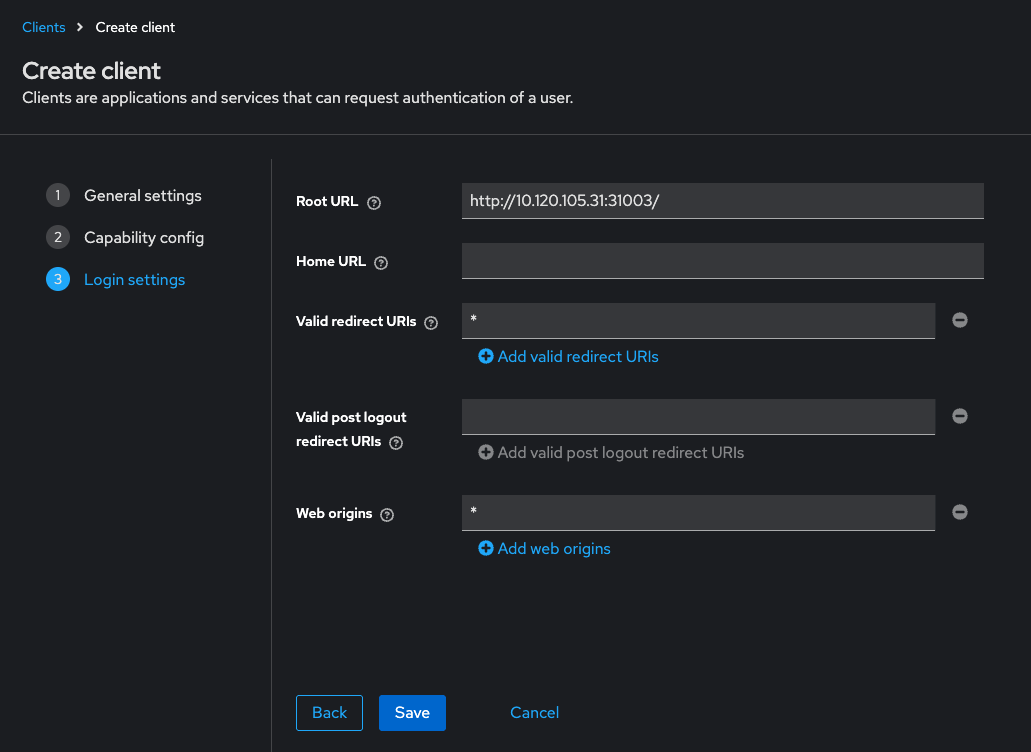 Clients > Create client
Create client
Clients are applications and services that can request authentication of a user.
1 General settings
2 Capability config
3 Login settings
Root URL ? http://10.120.105.31:31003/
Home URL ?
Valid redirect URIs ? *
Add valid redirect URIs
Valid post logout
redirect URIs ?
Add valid post logout redirect URIs
Web origins ? *
Add web origins
Back Save Cancel